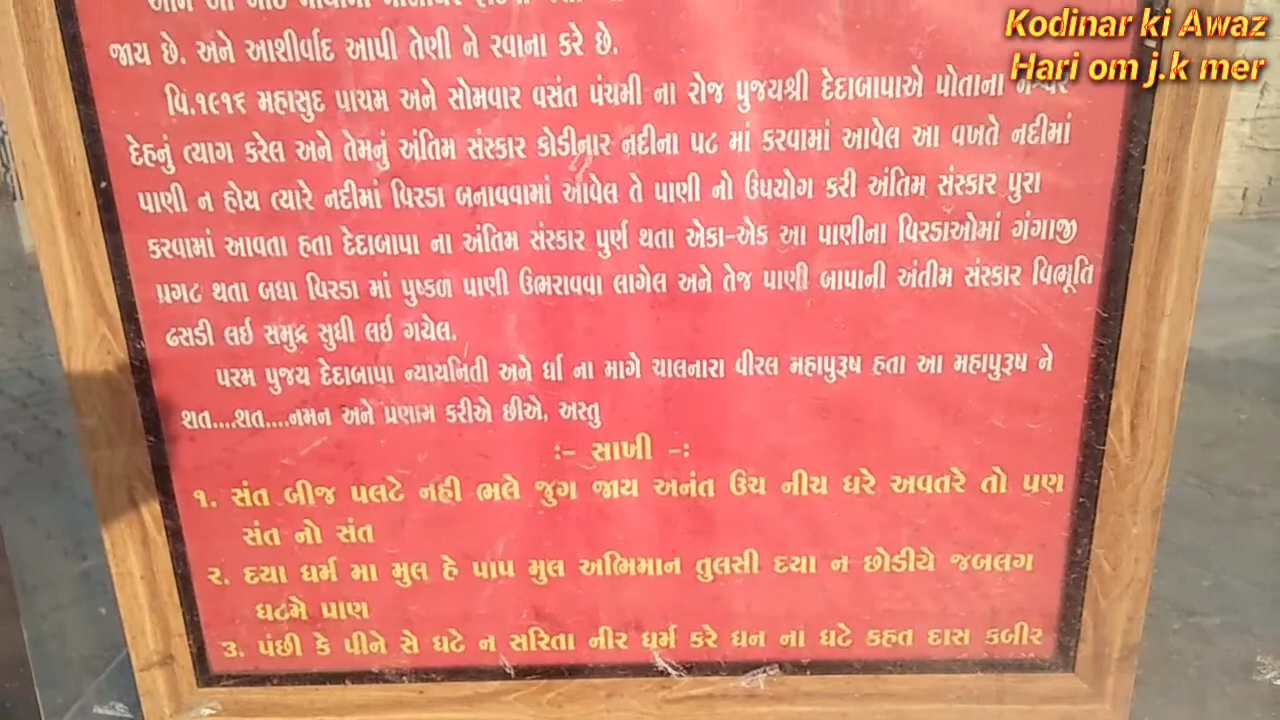 Kodinar ki Awaz
Hari om j.k mer
જાય છે. અને આશીર્વાદ આપી તેણી ને રવાના કરે છે.
વિ.૧૯૧૬ મહાસુદ પાચમ અને સોમવાર વસંત પંચમી ના રોજ પુજયશ્રી દેદાબાપાએ પોતાના
દેહનું ત્યાગ કરેલ અને તેમનું અંતિમ સંસ્કાર કોડીનાર નદીના પટ માં કરવામાં આવેલ આ વખતે નદીમાં
પાણી ન હોય ત્યારે નદીમાં વિરડા બનાવવામાં આવેલ તે પાણી નો ઉપયોગ કરી અંતિમ સંસ્કાર પુરા
કરવામાં આવતા હતા દેદાબાપા ના અંતિમ સંસ્કાર પુર્ણ થતા એકા-એક આ પાણીના વિરડાઓમાં ગંગાજી
પ્રગટ થતા બધા વિરડા માં પુષ્કળ પાણી ઉભરાવવા લાગેલ અને તેજ પાણી બાપાની અંતીમ સંસ્કાર વિભૂતિ
ઢસડી લઇ સમુદ્ર સુધી લઇ ગયેલ.
પરમ પુજય દેદાબાપા ન્યાયનિતી અને ર્ધા ના માગે ચાલનારા વીરલ મહાપુરૂષ હતા આ મહાપુરૂષ ને
શત....શત....નમન અને પ્રણામ કરીએ છીએ. અસ્તુ
:- સાખી -:
૧. સંત બીજ પલટે નહી ભલે જુગ જાય અનંત ઉચ નીચ ઘરે અવતરે તો પણ
સંત નો સંત
૨. દયા ધર્મ મા મુલ હે પાપ મુલ અભિમાન તુલસી દયા ન છોડીયે જબલગ
ઘટમે પ્રાણ
૩. પંછી કે પીને સે ઘટે ન સરિતા નીર ધર્મ કરે ધન ના ઘટે કહત દાસ કબીર